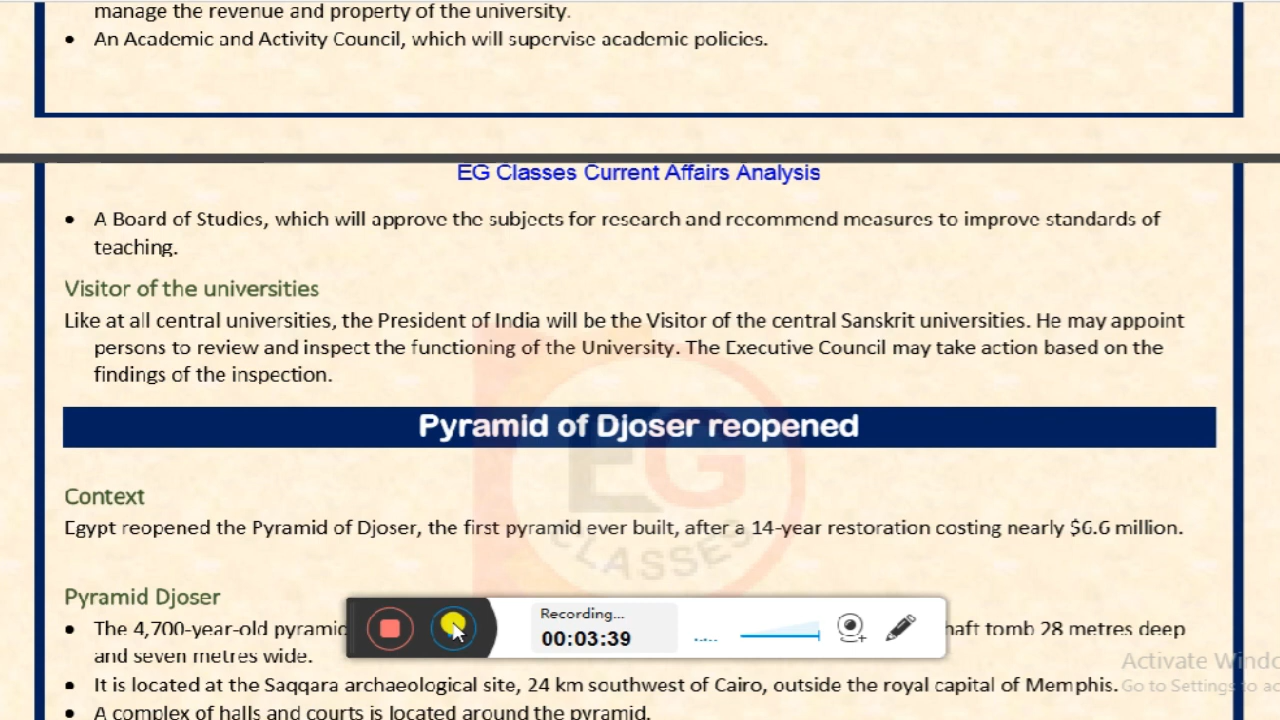 manage the revenue and property of the university.
• An Academic and Activity Council, which will supervise academic policies.
EG Classes Current Affairs Analysis
• A Board of Studies, which will approve the subjects for research and recommend measures to improve standards of
teaching.
Visitor of the universities
Like at all central universities, the President of India will be the Visitor of the central Sanskrit universities. He may appoint
persons to review and inspect the functioning of the University. The Executive Council may take action based on the
findings of the inspection.
Pyramid of Djoser reopened
EG
CLASSES
Context
Egypt reopened the Pyramid of Djoser, the first pyramid ever built, after a 14-year restoration costing nearly $6.6 million.
Pyramid Djoser
• The 4,700-year-old pyramid haft tomb 28 metres deep
and seven metres wide.
Recording...
00:03:39
Activate Windo
• It is located at the Saqqara archaeological site, 24 km southwest of Cairo, outside the royal capital of Memphis.
Go to Settings to ac
• A complex of halls and courts is located around the pyramid.